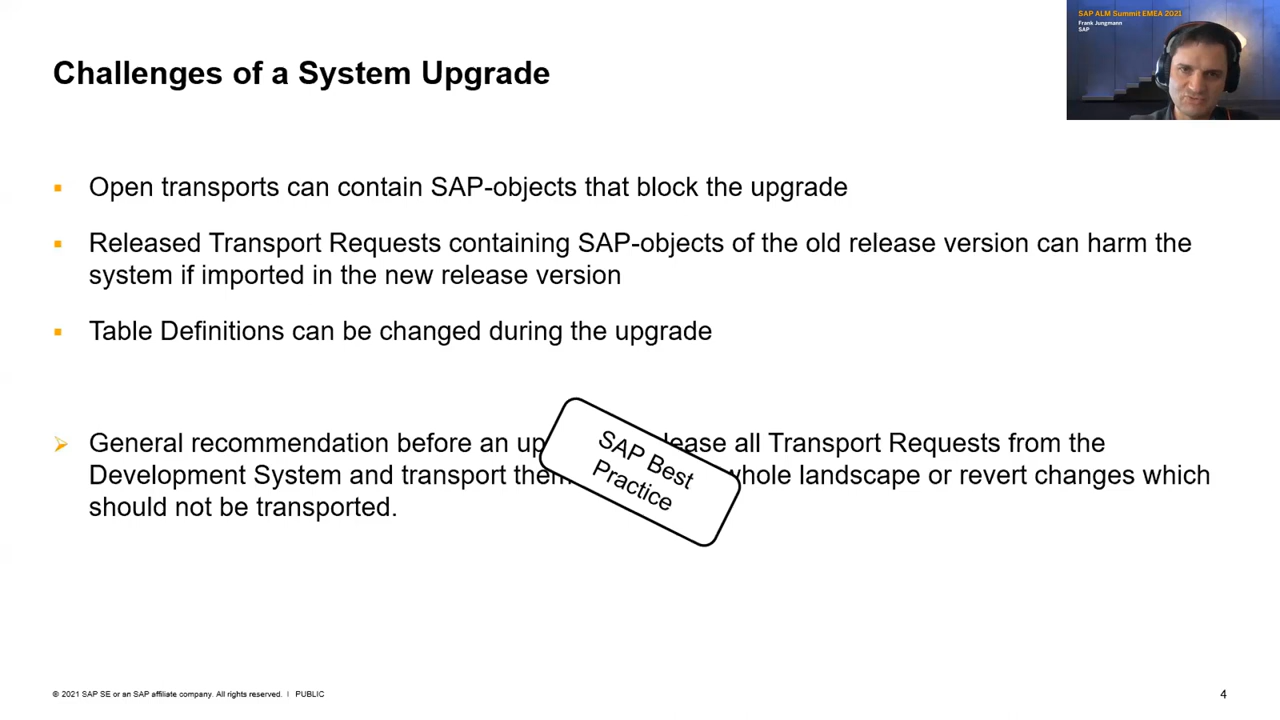 SAP ALM Summit EMEA 2021
Frank Jungmann
SAP
Challenges of a System Upgrade
▪ Open transports can contain SAP-objects that block the upgrade
▪ Released Transport Requests containing SAP-objects of the old release version can harm the
system if imported in the new release version
▪ Table Definitions can be changed during the upgrade
➢ General recommendation before an up lease all Transport Requests from the
Development System and transport them whole landscape or revert changes which
should not be transported.
SAP Best
Practice
© 2021 SAP SE or an SAP affiliate company. All rights reserved. | PUBLIC
4